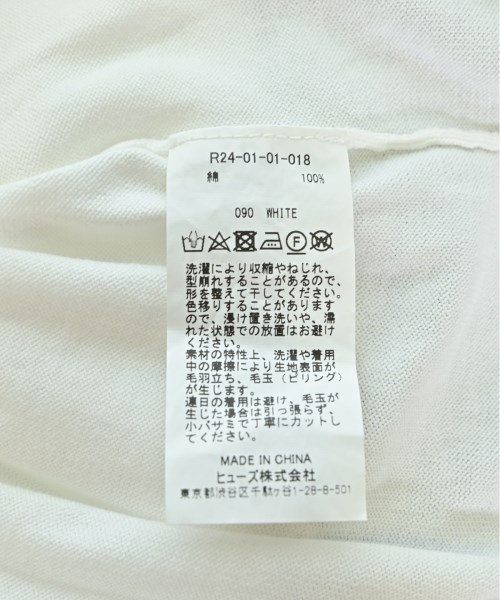 R24-01-01-018
綿 100%
090 WHITE
F W
洗濯により収縮やねじれ、
型崩れすることがあるので、
形を整えて干してください。
色移りすることがあります
ので、浸け置き洗いや、濡
れた状態での放置はお避け
ください。
素材の特性上、洗濯や着用
中の摩擦により生地表面が
毛羽立ち、毛玉(ピリング)
が生じます。
連日の着用は避け、毛玉が
生じた場合は引っ張らず、
小バサミで丁寧にカットし
てください。
MADE IN CHINA
ヒューズ株式会社
東京都渋谷区千駄ヶ谷1-28-8-501